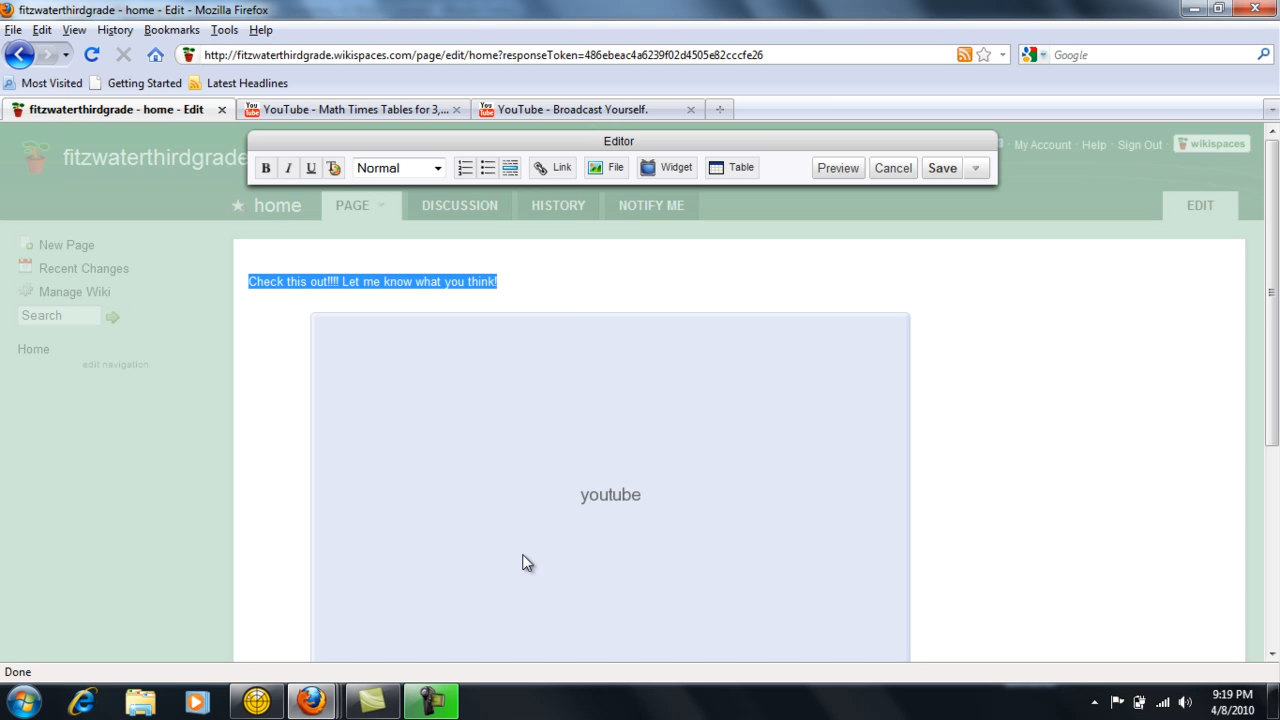 fitzwaterthirdgrade - home - Edit - Mozilla Firefox
File Edit View History Bookmarks Tools Help
http://fitzwaterthirdgrade.wikispaces.com/page/edit/home?responseToken=486ebeac4a6239f02d4505e82cccfe26
Google
Most Visited Getting Started Latest Headlines
fitzwaterthirdgrade - home - Edit
YouTube - Math Times Tables for 3,...
YouTube - Broadcast Yourself.
Editor
fitzwaterthirdgrade
My Account Help Sign Out wikispaces
B I U Normal Link File Widget Table Preview Cancel Save
home PAGE DISCUSSION HISTORY NOTIFY ME EDIT
New Page
Recent Changes
Manage Wiki
Search
Home
edit navigation
Check this out!!!! Let me know what you think!
youtube
Done
9:19 PM
4/8/2010